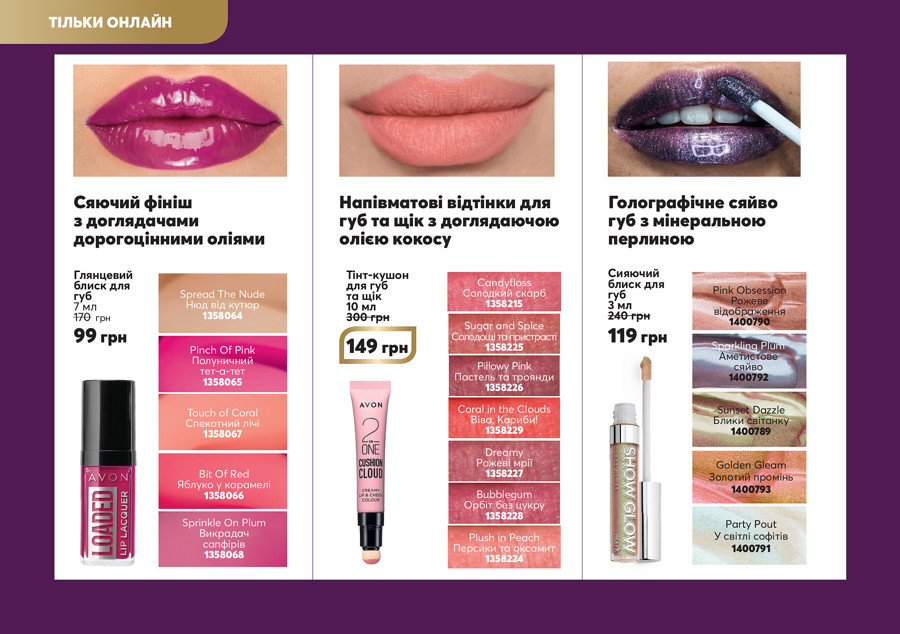 ТІЛЬКИ ОНЛАЙН
Сяючий фініш
з доглядачами
дорогоцінними оліями
Глянцевий
блиск для
губ
7 мл
170 грн
99 грн
AVON
LOADED
LIP LACQUER
Spread The Nude
Нюд від кутюр
1358064
Pinch Of Pink
Полуничний
тет-а-тет
1358065
Touch of Coral
Спекотний лічі
1358067
Bit Of Red
Яблуко у карамелі
1358066
Sprinkle On Plum
Викрадач
сапфірів
1358068
Напівматові відтінки для
губ та щік з доглядаючою
олією кокосу
Тінт-кушон
для губ
та щік
10 мл
300 грн
149 грн
AVON
2
IN
ONE
CUSHION
CLOUD
CREAMY
LIP & CHEEK
COLOUR
Candyfloss
Солодкий скарб
1358215
Sugar and Spice
Солодощі та пристрасті
1358225
Pillowy Pink
Пастель та троянди
1358226
Coral in the Clouds
Віва, Кариби!
1358229
Dreamy
Рожеві мрії
1358227
Bubblegum
Орбіт без цукру
1358228
Plush in Peach
Персики та оксамит
1358224
Голографічне сяйво
губ з мінеральною
перлиною
Сияючий
блиск для
губ
3 мл
240 грн
119 грн
SHOW GLOW
Pink Obsession
Рожеве
відображення
1400790
Sparkling Plum
Аметистове
сяйво
1400792
Sunset Dazzle
Блики світанку
1400789
Golden Gleam
Золотий промінь
1400793
Party Pout
У світлі софітів
1400791